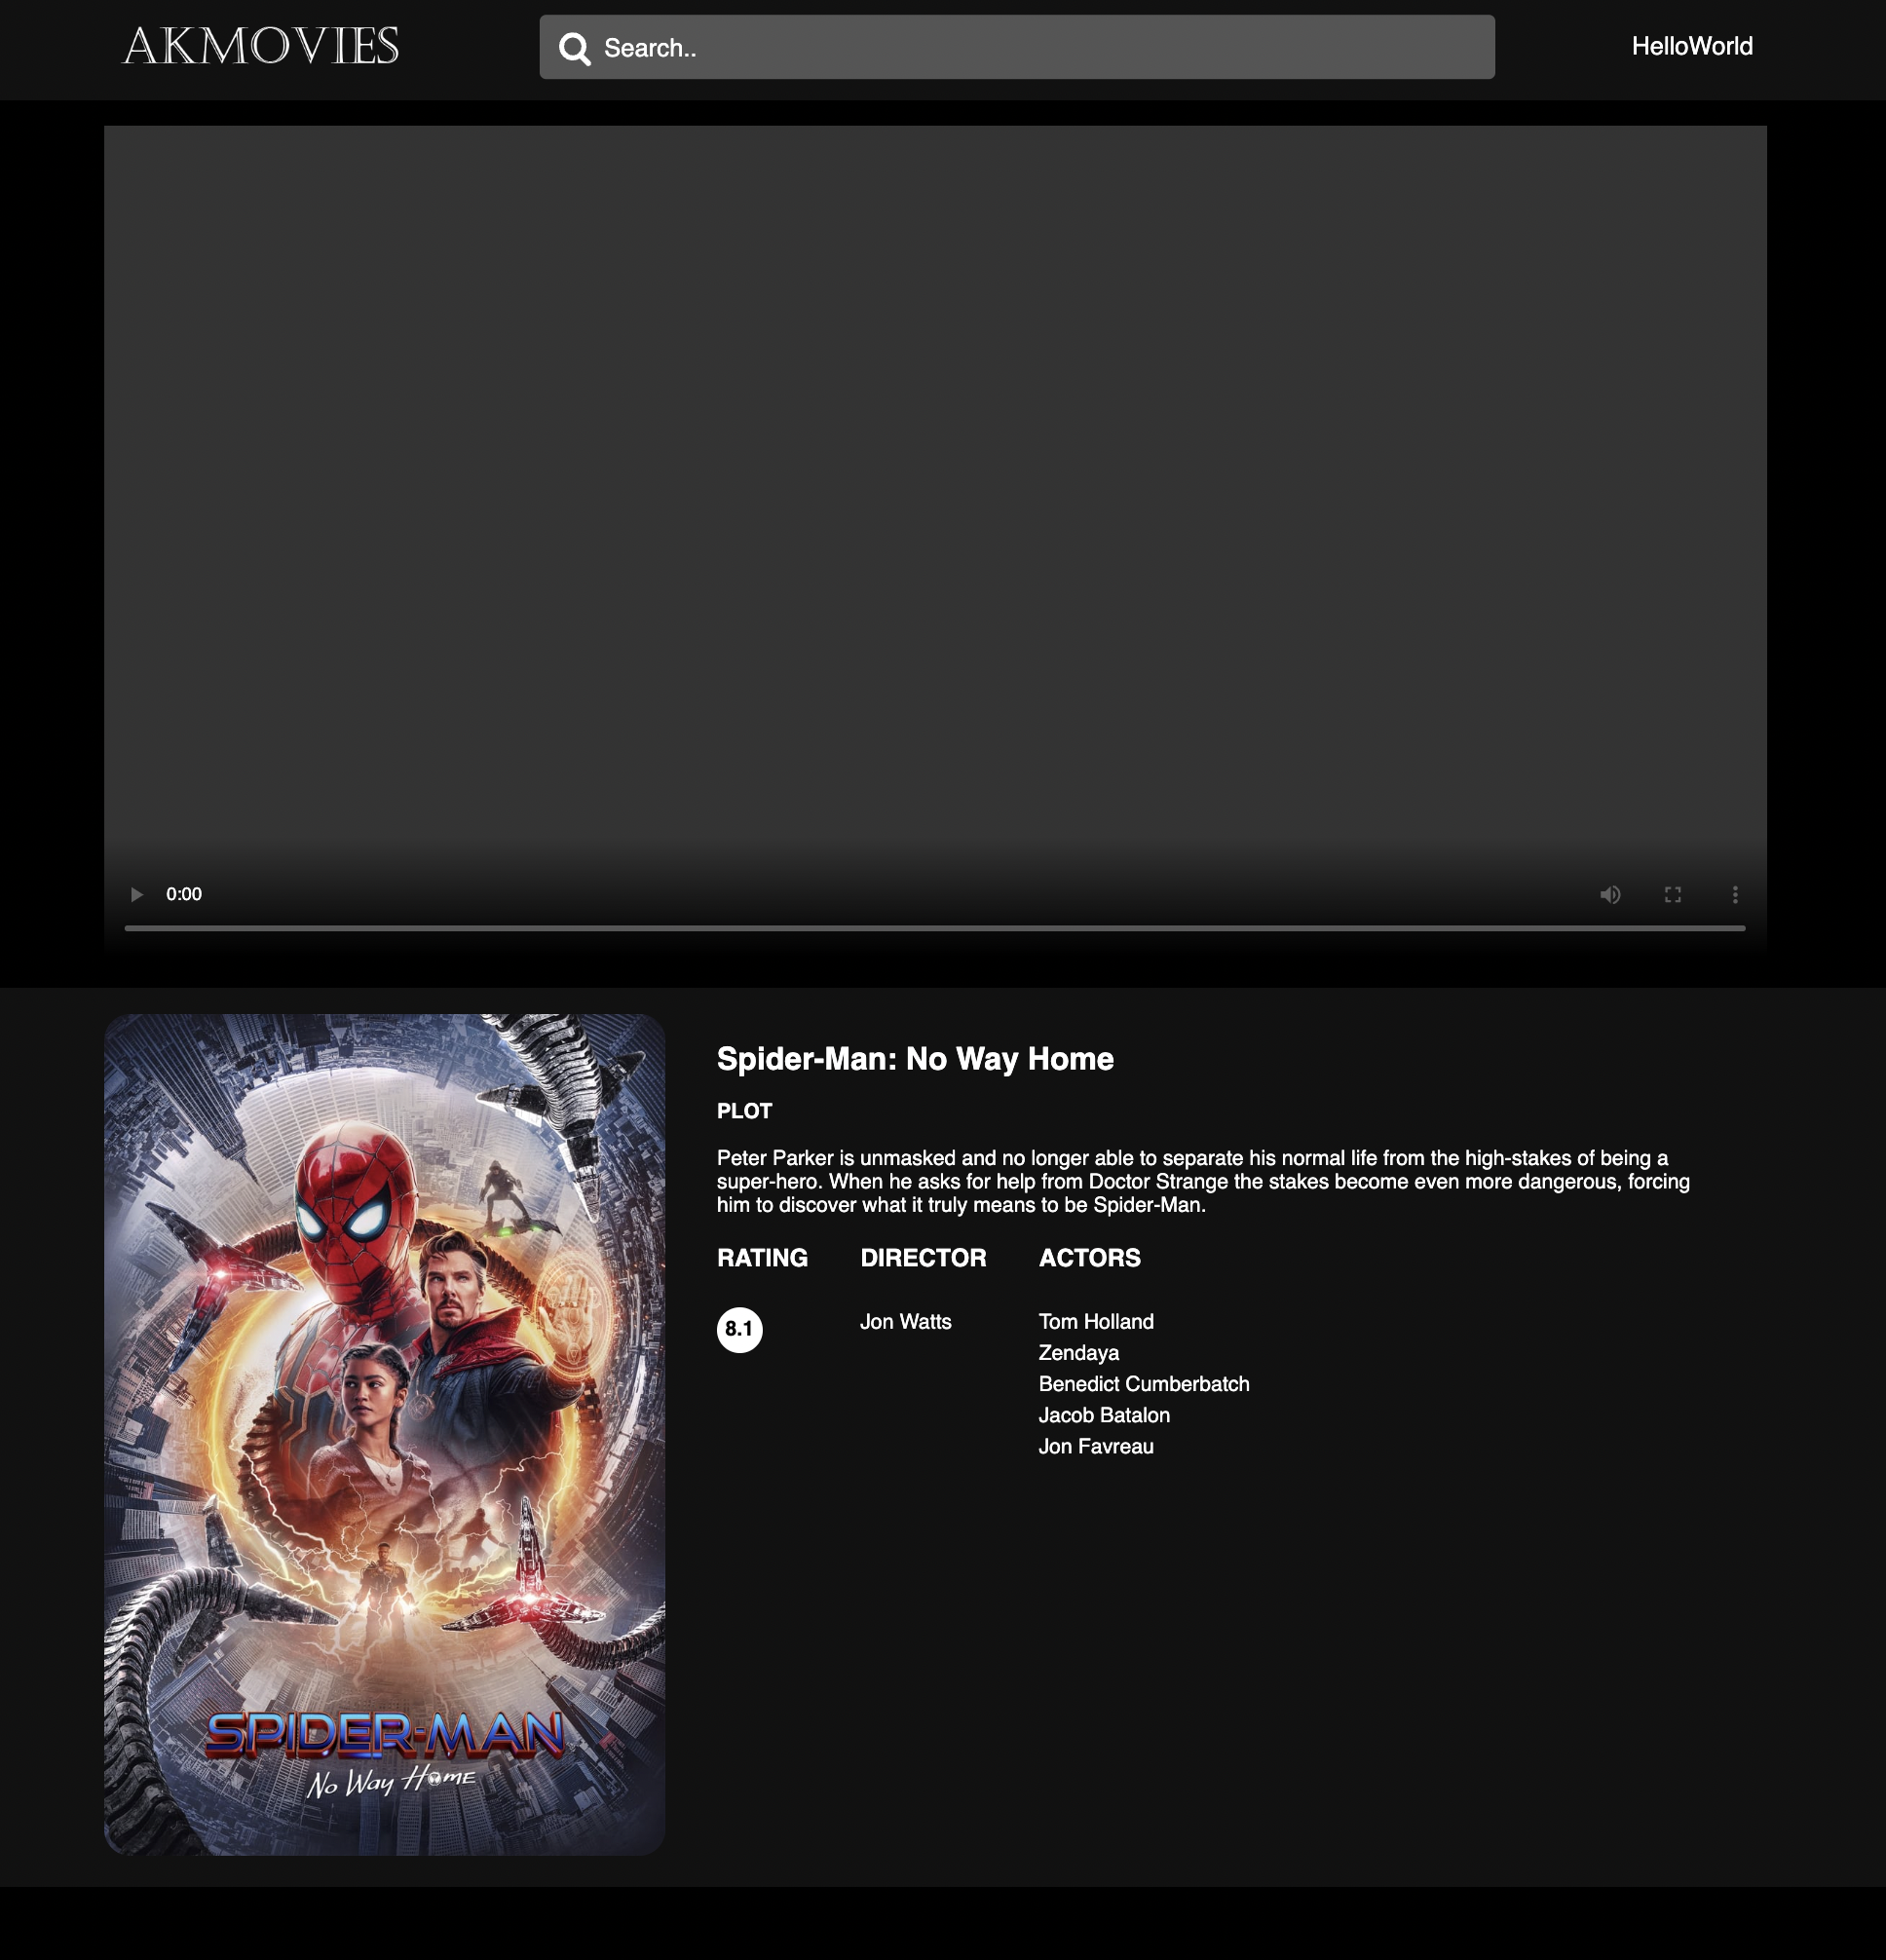 AKMOVIES
Search..
HelloWorld
0:00
Spider-Man: No Way Home
PLOT
Peter Parker is unmasked and no longer able to separate his normal life from the high-stakes of being a
super-hero. When he asks for help from Doctor Strange the stakes become even more dangerous, forcing
him to discover what it truly means to be Spider-Man.
RATING DIRECTOR ACTORS
8.1 Jon Watts Tom Holland
Zendaya
Benedict Cumberbatch
Jacob Batalon
Jon Favreau
SPIDER-MAN
No Way Home